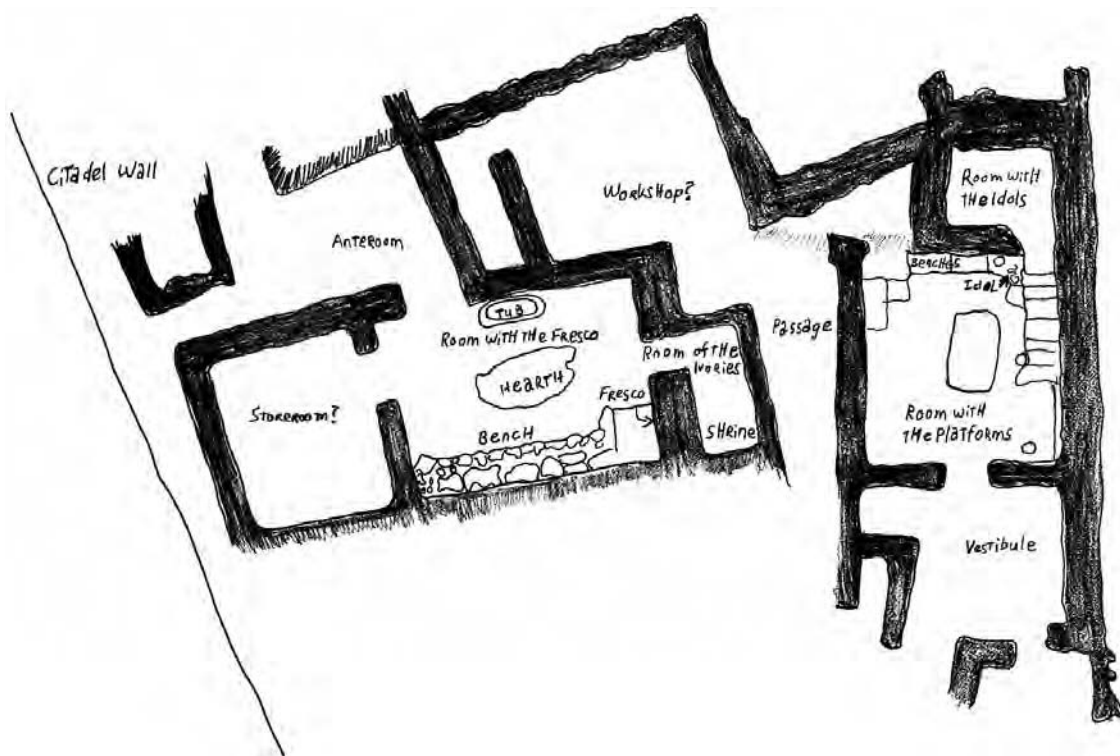 Citadel Wall
Anteroom
Workshop?
Room with
the Idols
Benches
Idol
Tub
Room with the Fresco
Hearth
Passage
Room of the
Ivories
Storeroom?
Fresco
Bench
Shrine
Room with
the Platforms
Vestibule